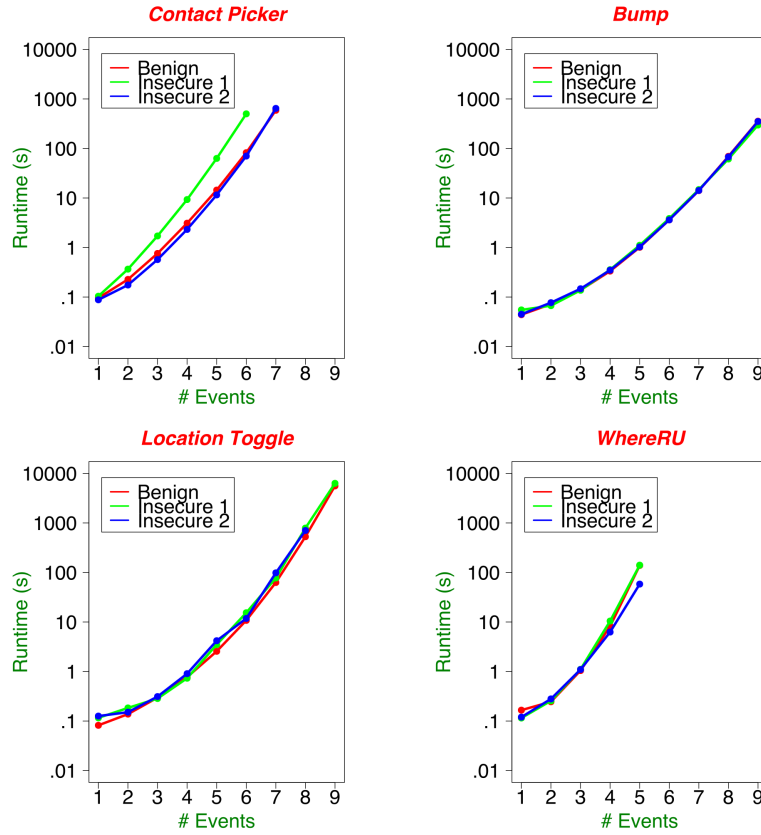 Contact Picker
10000
1000
100
10
1
.1
.01
Runtime (s)
Benign
Insecure 1
Insecure 2
1 2 3 4 5 6 7 8 9
# Events
Bump
10000
1000
100
10
1
.1
.01
Runtime (s)
Benign
Insecure 1
Insecure 2
1 2 3 4 5 6 7 8 9
# Events
Location Toggle
10000
1000
100
10
1
.1
.01
Runtime (s)
Benign
Insecure 1
Insecure 2
1 2 3 4 5 6 7 8 9
# Events
WhereRU
10000
1000
100
10
1
.1
.01
Runtime (s)
Benign
Insecure 1
Insecure 2
1 2 3 4 5 6 7 8 9
# Events